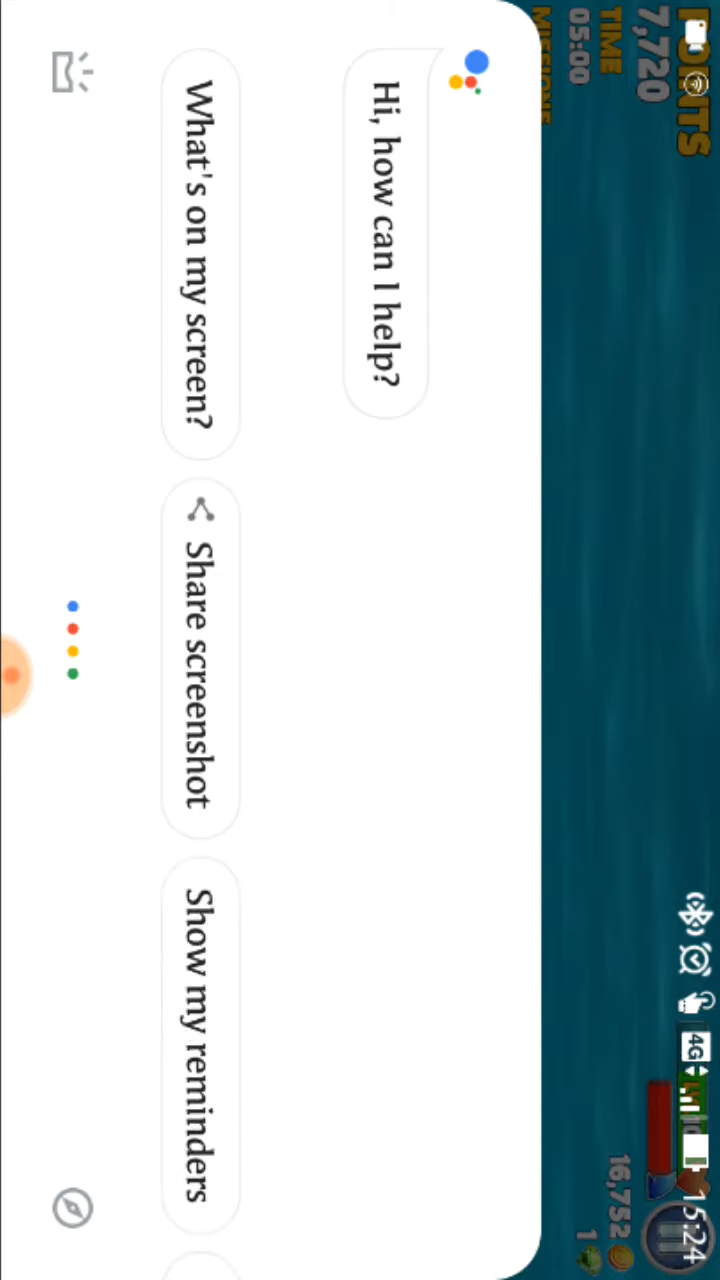 POINTS
7,720
TIME
05:00
MISSIONS
4G
15:24
16,752
1
Hi, how can I help?
What's on my screen?
Share screenshot
Show my reminders